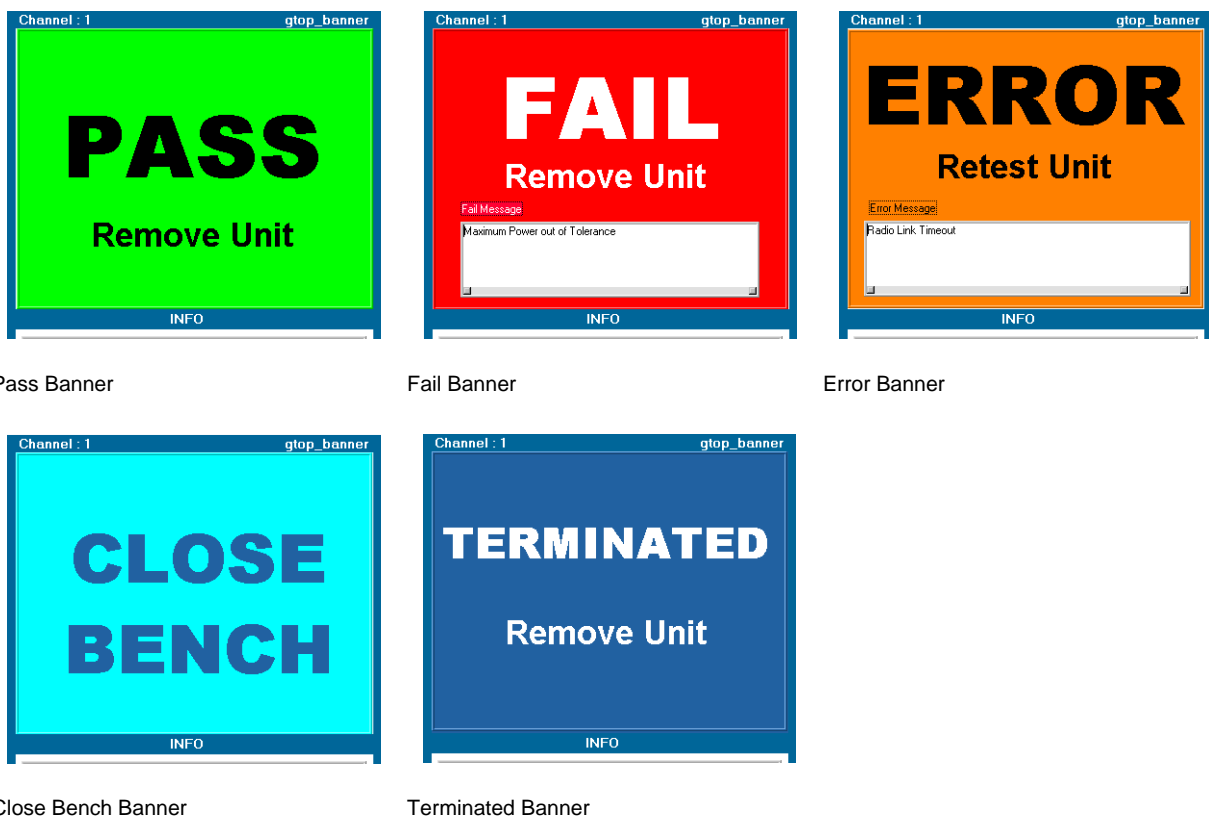 Channel : 1 gtop_banner
PASS
Remove Unit
INFO
Pass Banner
Channel : 1 gtop_banner
FAIL
Remove Unit
Fail Message
Maximum Power out of Tolerance
INFO
Fail Banner
Channel : 1 gtop_banner
ERROR
Retest Unit
Error Message
Radio Link Timeout
INFO
Error Banner
Channel : 1 gtop_banner
CLOSE
BENCH
INFO
Close Bench Banner
Channel : 1 gtop_banner
TERMINATED
Remove Unit
INFO
Terminated Banner